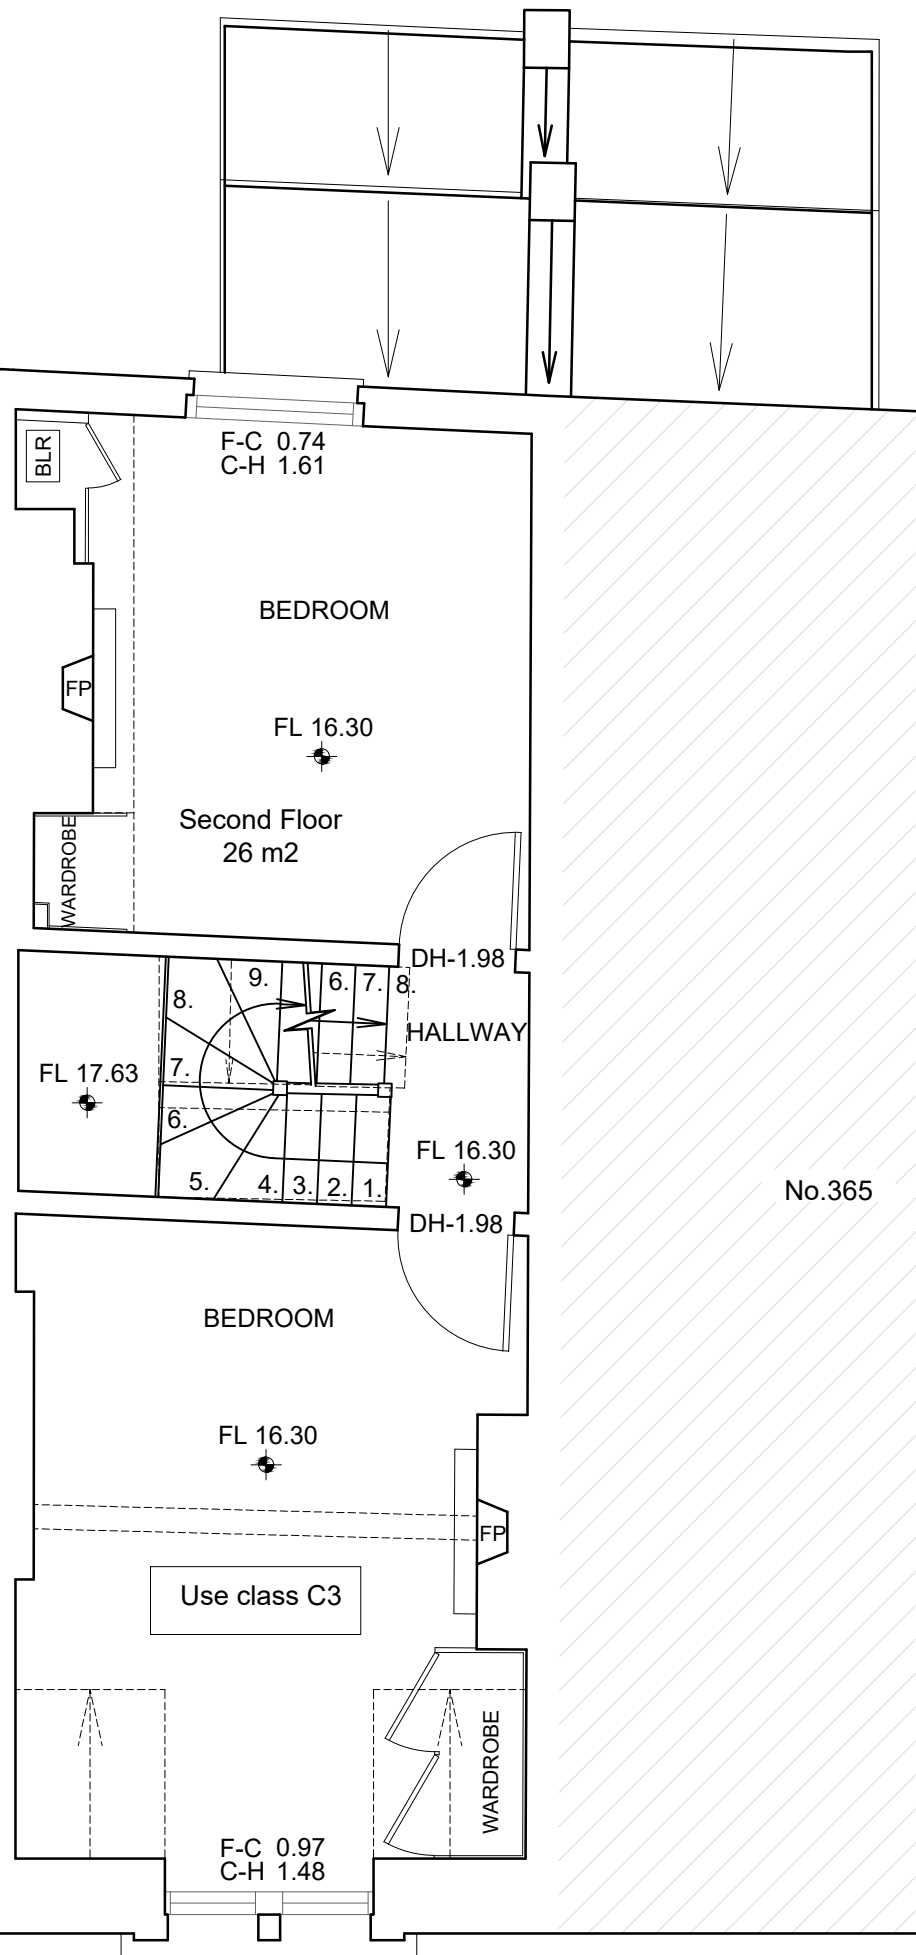 F-C 0.74
C-H 1.61
BLR
BEDROOM
FP
FL 16.30
Second Floor
26 m2
WARDROBE
DH-1.98
9.
6.
7.
8.
8.
HALLWAY
7.
FL 17.63
6.
FL 16.30
5.
4.
3.
2.
1.
No.365
DH-1.98
BEDROOM
FL 16.30
FP
Use class C3
WARDROBE
F-C 0.97
C-H 1.48